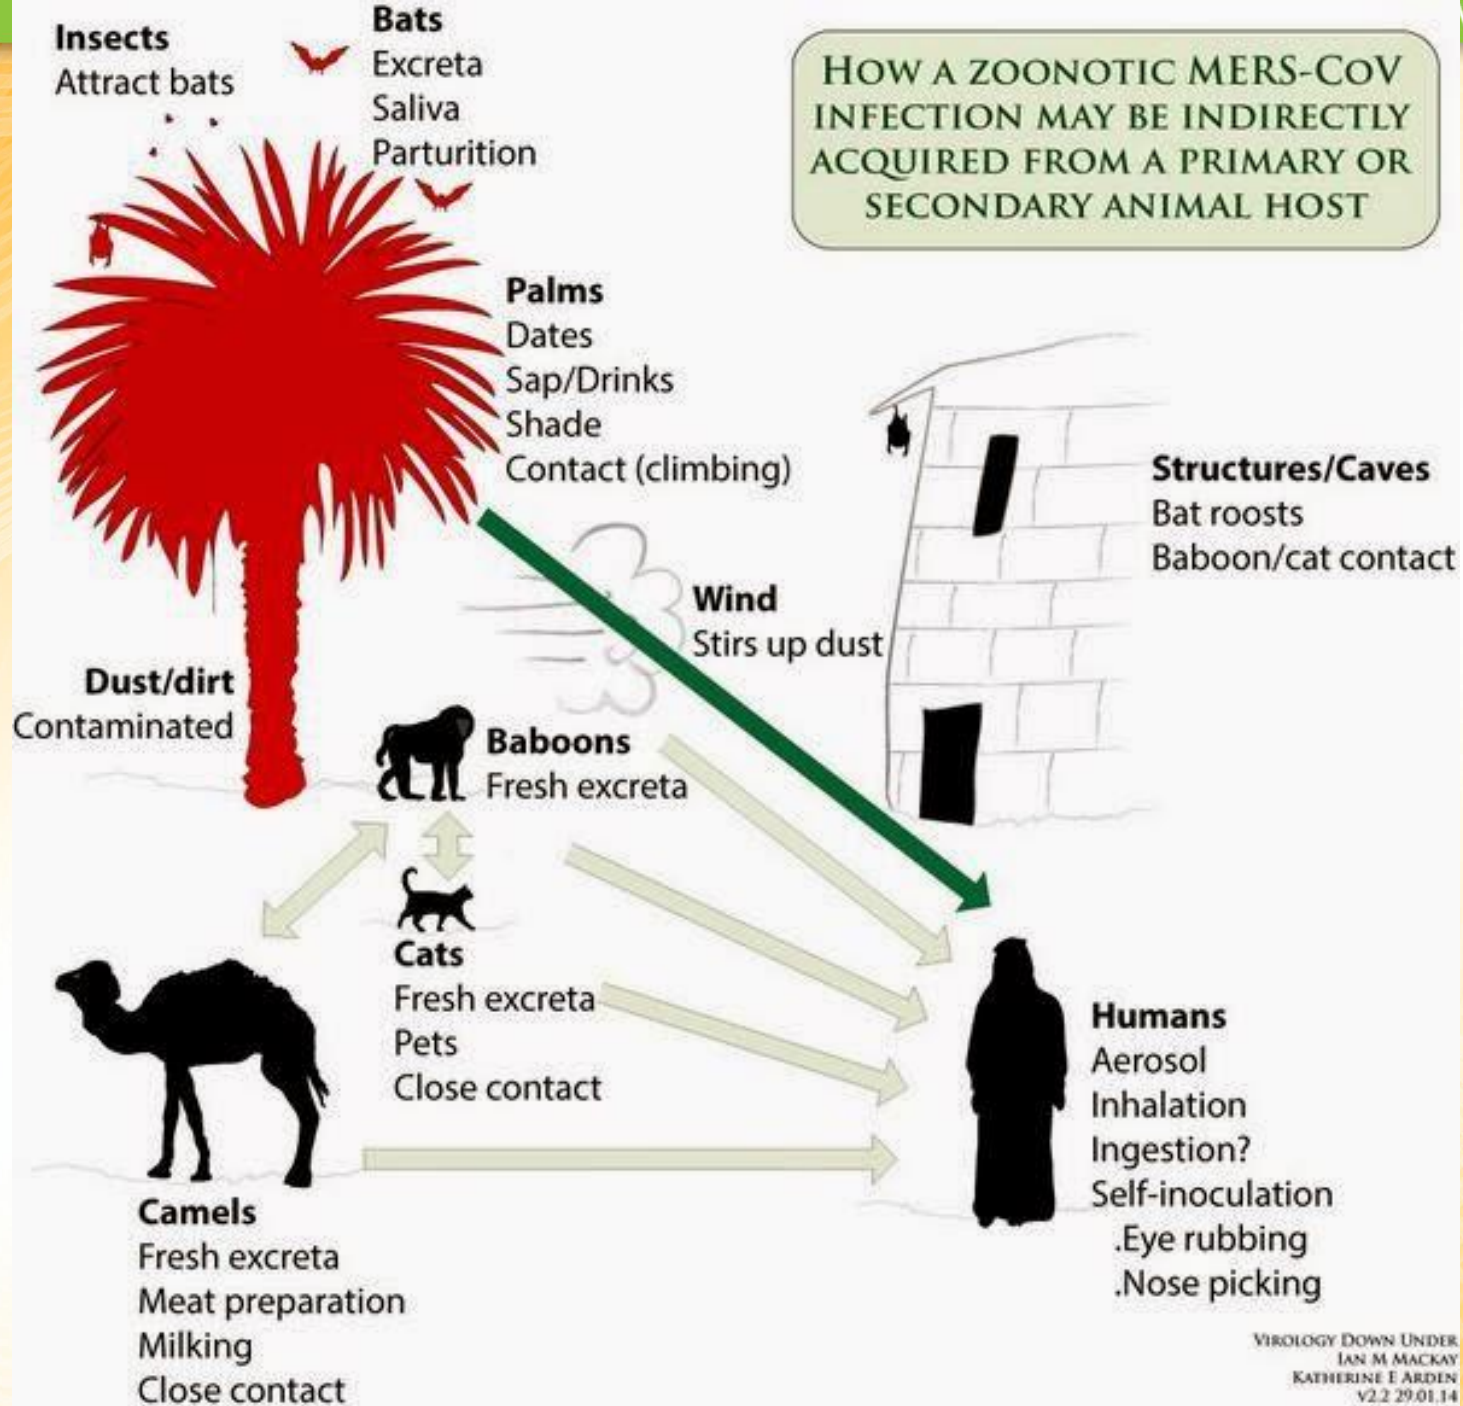 Insects
Attract bats
Bats
Excreta
Saliva
Parturition
HOW A ZOONOTIC MERS-COV
INFECTION MAY BE INDIRECTLY
ACQUIRED FROM A PRIMARY OR
SECONDARY ANIMAL HOST
Palms
Dates
Sap/Drinks
Shade
Contact (climbing)
Structures/Caves
Bat roosts
Baboon/cat contact
Wind
Stirs up dust
Dust/dirt
Contaminated
Baboons
Fresh excreta
Cats
Fresh excreta
Pets
Close contact
Humans
Aerosol
Inhalation
Ingestion?
Self-inoculation
.Eye rubbing
.Nose picking
Camels
Fresh excreta
Meat preparation
Milking
Close contact
VIROLOGY DOWN UNDER
IAN M MACKAY
KATHERINE E ARDEN
V2.2 29.01.14